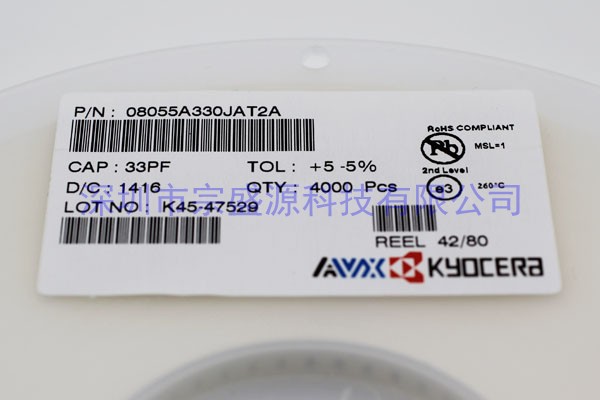 P/N : 08055A330JAT2A
RoHS COMPLIANT
Pb
MSL=1
2nd Level
CAP : 33PF TOL : +5 -5%
D/C : 1416 QTY : 4000 Pcs
e3 260°C
深圳市宗盛源科技有限公司
LOT NO : K45-47529
REEL 42/80
AVX KYOCERA